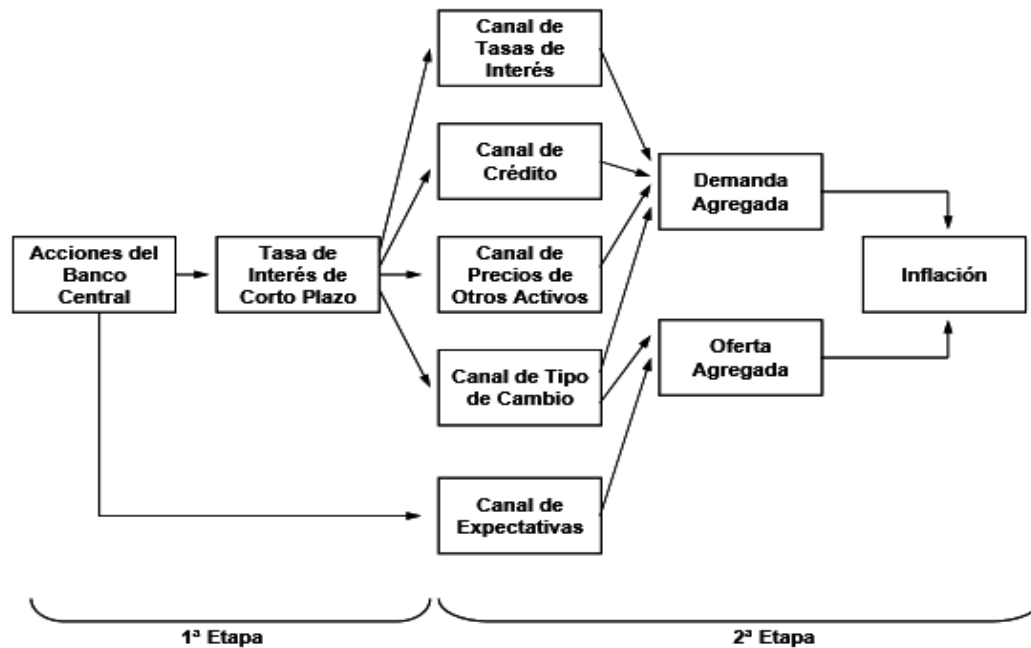 Canal de
Tasas de
Interés
Canal de
Crédito
Demanda
Agregada
Acciones del
Banco
Central
Tasa de
Interés de
Corto Plazo
Canal de
Precios de
Otros Activos
Inflación
Oferta
Agregada
Canal de Tipo
de Cambio
Canal de
Expectativas
1ª Etapa
2ª Etapa